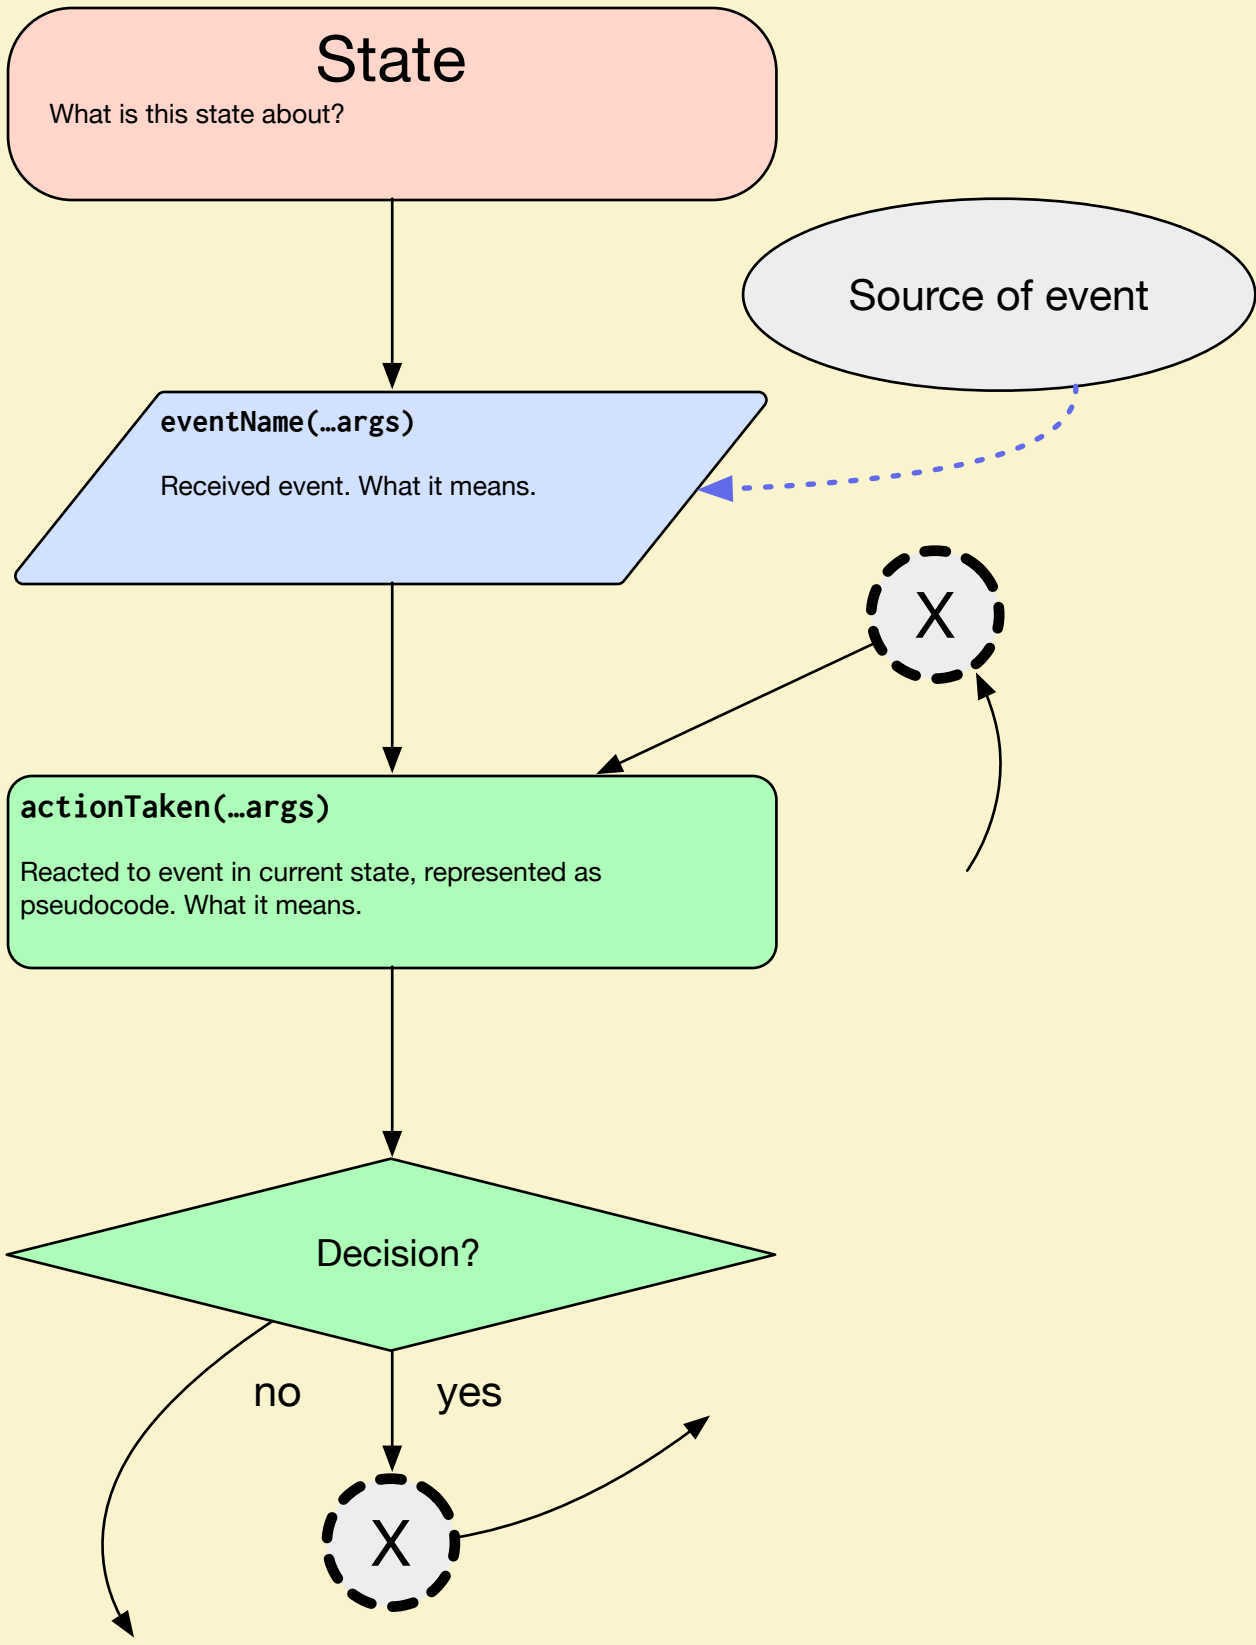 State
What is this state about?
Source of event
eventName(…args)
Received event. What it means.
X
actionTaken(…args)
Reacted to event in current state, represented as
pseudocode. What it means.
Decision?
no
yes
X